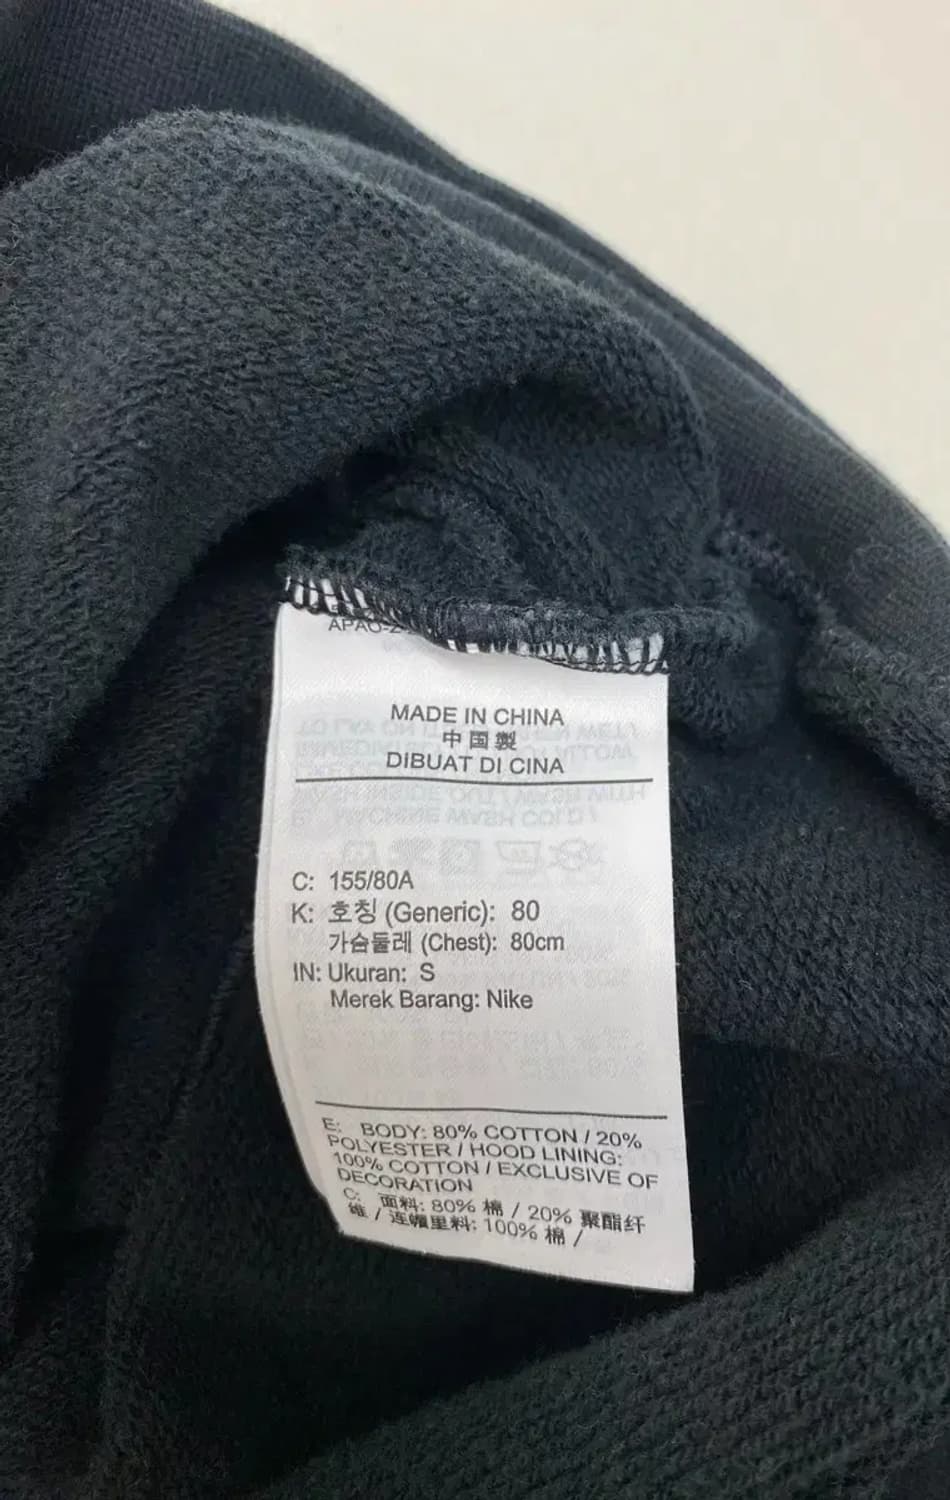 MADE IN CHINA
中国製
DIBUAT DI CINA
C: 155/80A
K: 호칭 (Generic): 80
가슴둘레 (Chest): 80cm
IN: Ukuran: S
Merek Barang: Nike
E: BODY: 80% COTTON / 20%
POLYESTER / HOOD LINING:
100% COTTON / EXCLUSIVE OF
DECORATION
C: 面料: 80% 棉 / 20% 聚酯纤
维 / 连帽里料: 100% 棉 /